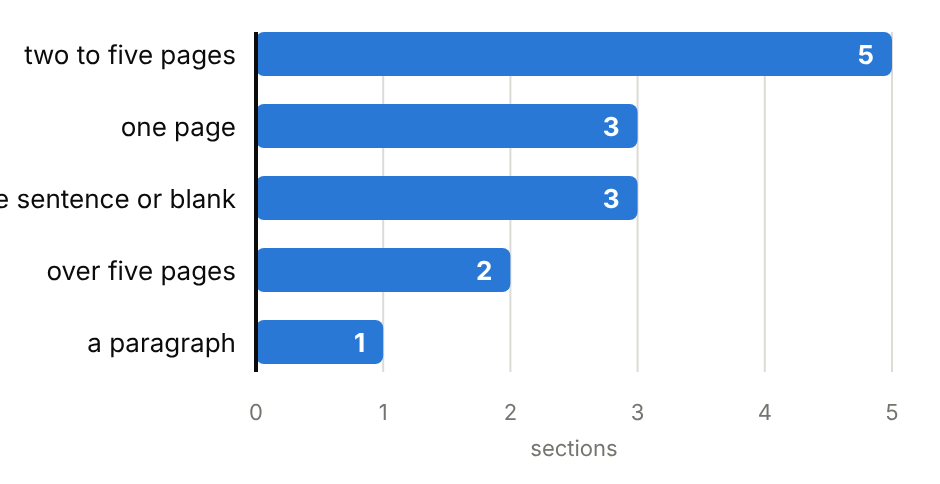 two to five pages 5
one page 3
sentence or blank 3
over five pages 2
a paragraph 1
0 1 2 3 4 5
sections